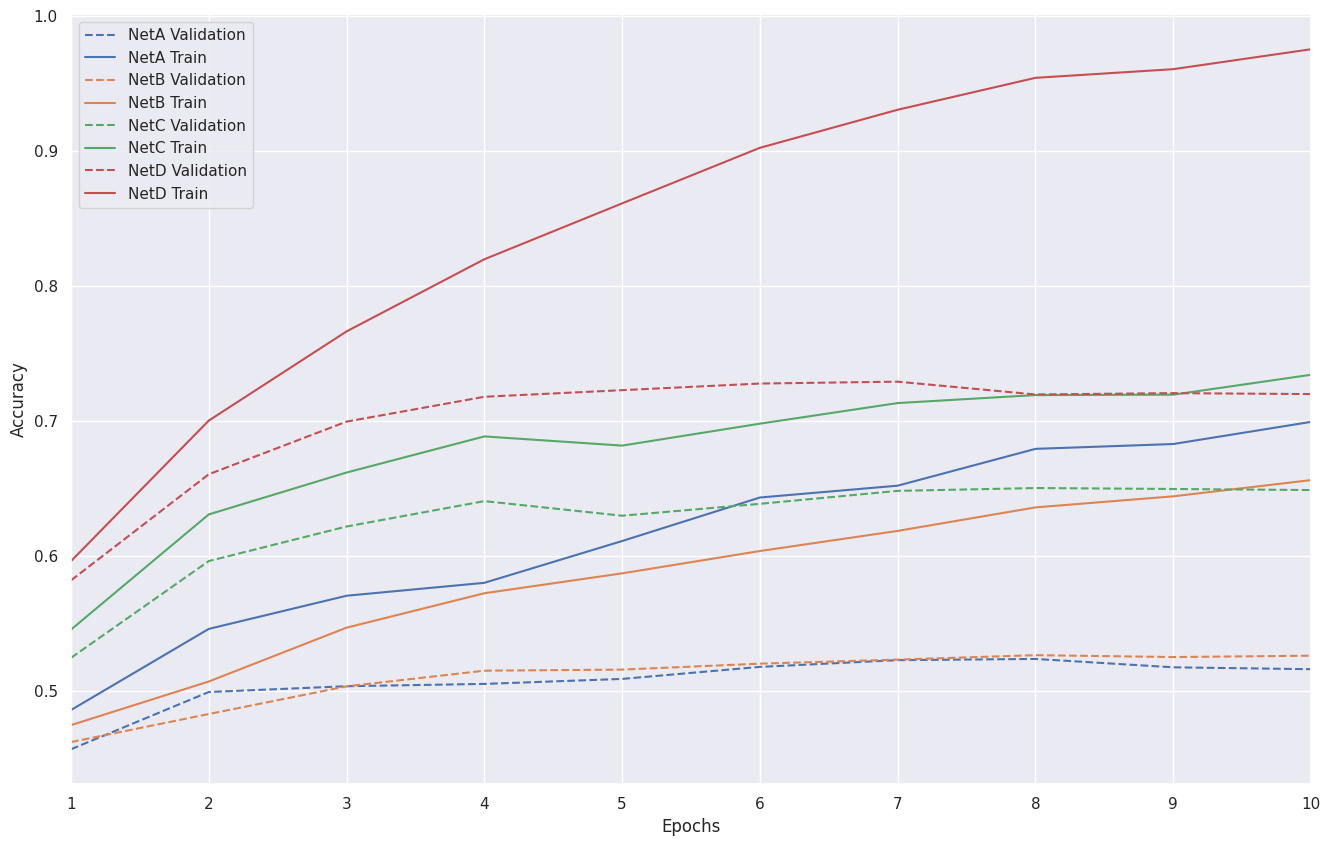 1.0
0.9
0.8
0.7
0.6
0.5
Accuracy
NetA Validation
NetA Train
NetB Validation
NetB Train
NetC Validation
NetC Train
NetD Validation
NetD Train
1 2 3 4 5 6 7 8 9 10
Epochs